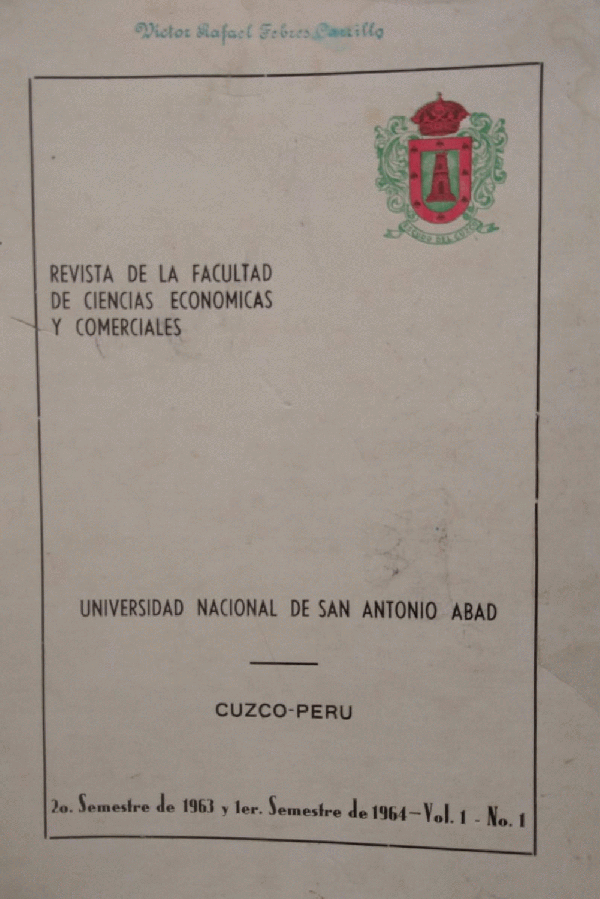 Victor Rafael Febres Carrillo
REVISTA DE LA FACULTAD
DE CIENCIAS ECONOMICAS
Y COMERCIALES
UNIVERSIDAD NACIONAL DE SAN ANTONIO ABAD
CUZCO-PERU
2o. Semestre de 1963 y 1er. Semestre de 1964-Vol. 1 - No. 1